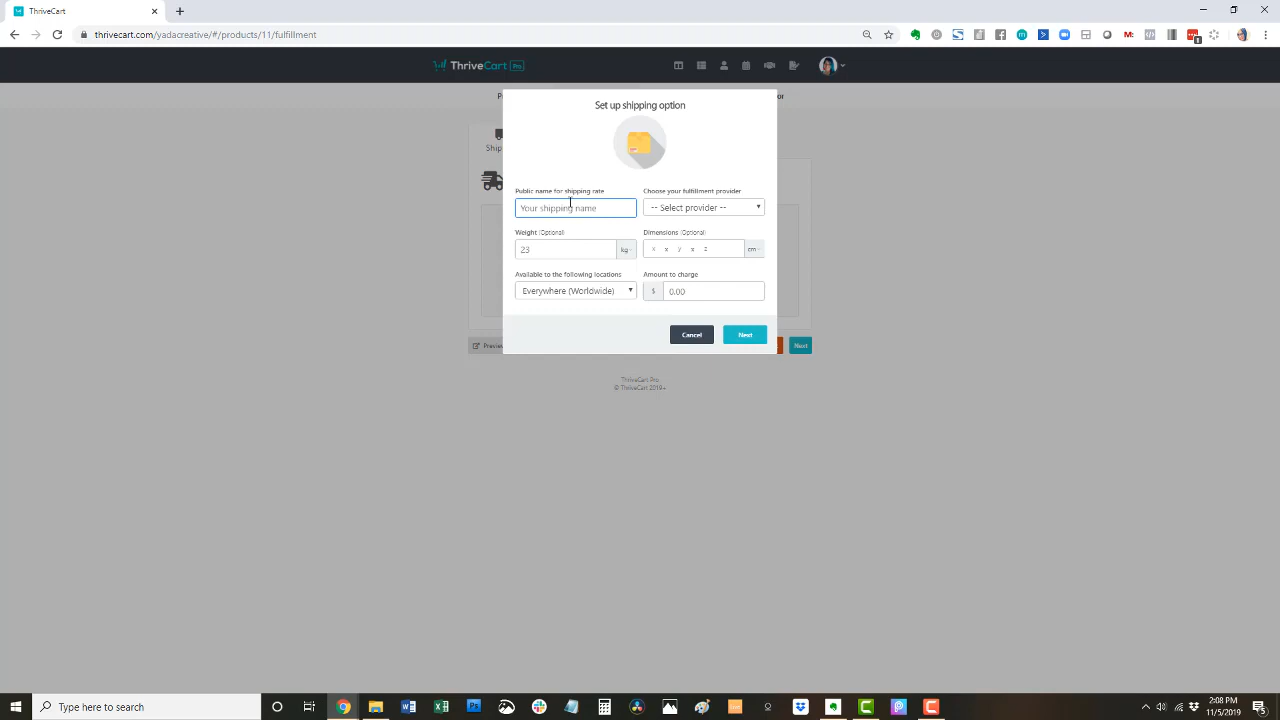 ThriveCart
thrivecart.com/yadacreative/#/products/11/fulfillment
ThriveCart Pro
Set up shipping option
Ship
Public name for shipping rate
Choose your fulfillment provider
Your shipping name
-- Select provider --
Weight (Optional)
Dimensions (Optional)
23
kg
x x y x z
cm
Available to the following locations
Amount to charge
Everywhere (Worldwide)
$
0.00
Cancel
Next
Preview
Next
ThriveCart Pro.
© ThriveCart 2019+
Type here to search
2:08 PM
11/5/2019